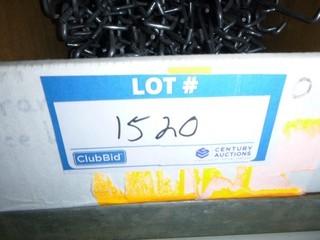 LOT #
1520
ClubBid
CENTURY
AUCTIONS